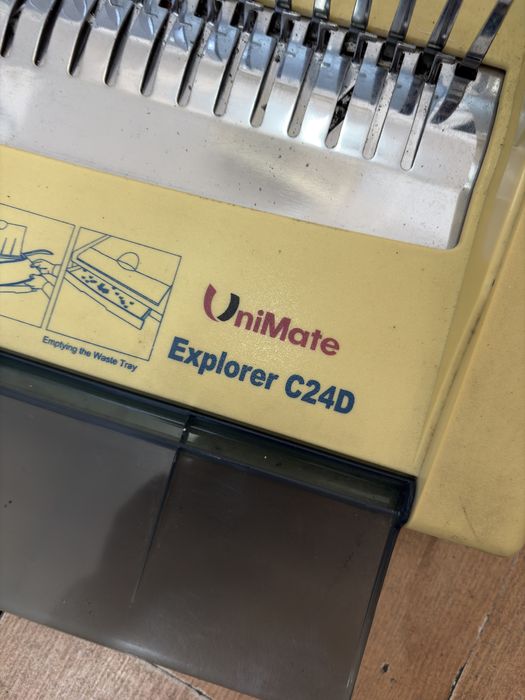 UniMate
Explorer C24D
Emptying the Waste Tray